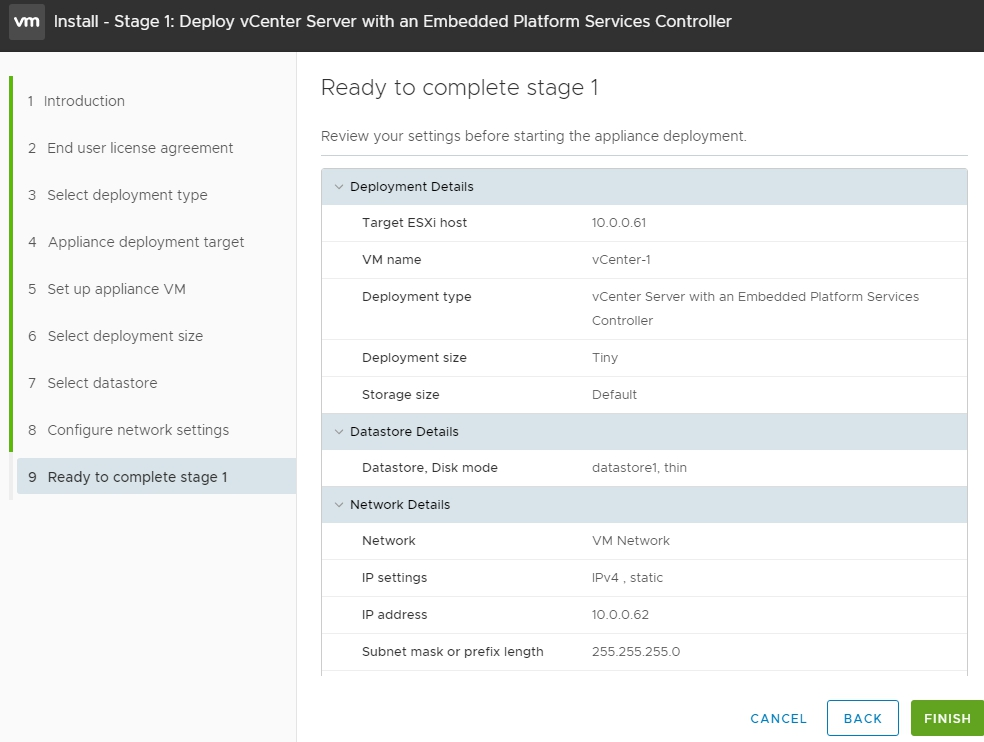 vm Install - Stage 1: Deploy vCenter Server with an Embedded Platform Services Controller
1 Introduction
2 End user license agreement
3 Select deployment type
4 Appliance deployment target
5 Set up appliance VM
6 Select deployment size
7 Select datastore
8 Configure network settings
9 Ready to complete stage 1
Ready to complete stage 1
Review your settings before starting the appliance deployment.
Deployment Details
Target ESXi host 10.0.0.61
VM name vCenter-1
Deployment type vCenter Server with an Embedded Platform Services
Controller
Deployment size Tiny
Storage size Default
Datastore Details
Datastore, Disk mode datastore1, thin
Network Details
Network VM Network
IP settings IPv4 , static
IP address 10.0.0.62
Subnet mask or prefix length 255.255.255.0
CANCEL BACK FINISH